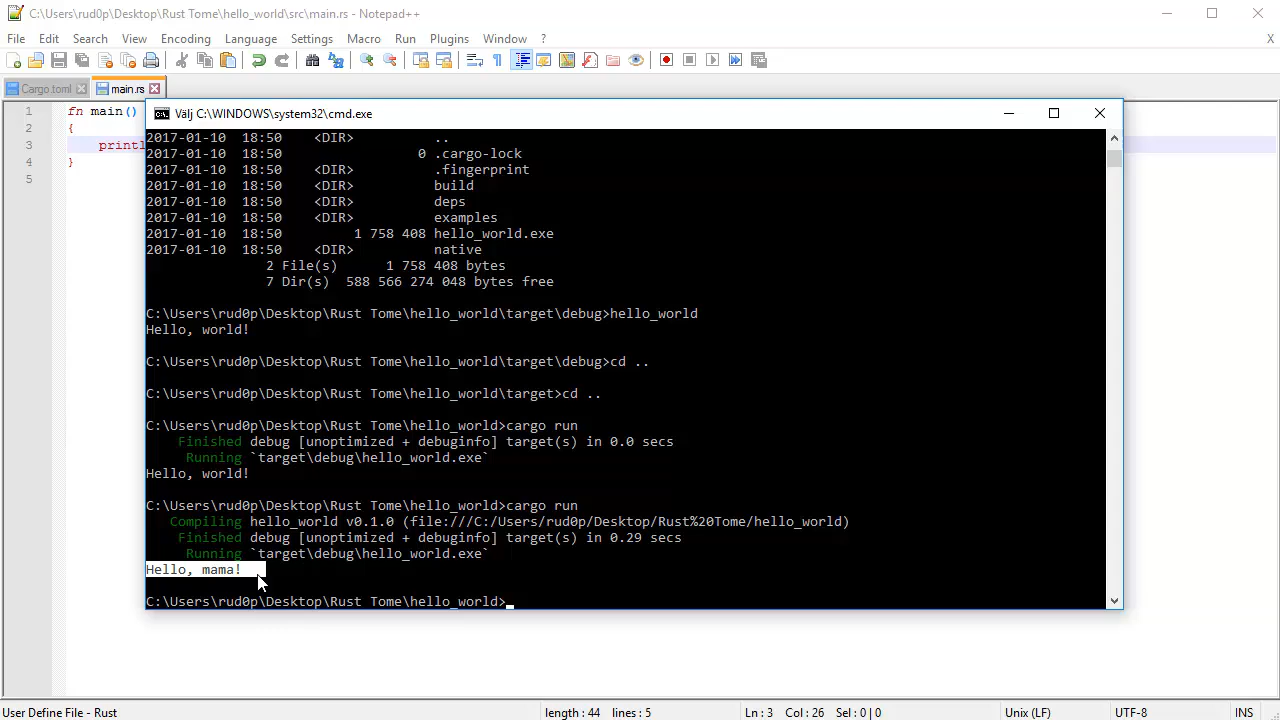 C:\Users\rud0p\Desktop\Rust Tome\hello_world\src\main.rs - Notepad++
File Edit Search View Encoding Language Settings Macro Run Plugins Window ? X
Cargo.toml main.rs
1 fn main()
2 {
3 printl
4 }
5
Välj C:\WINDOWS\system32\cmd.exe
2017-01-10 18:50 <DIR> ..
2017-01-10 18:50 0 .cargo-lock
2017-01-10 18:50 <DIR> .fingerprint
2017-01-10 18:50 <DIR> build
2017-01-10 18:50 <DIR> deps
2017-01-10 18:50 <DIR> examples
2017-01-10 18:50 1 758 408 hello_world.exe
2017-01-10 18:50 <DIR> native
2 File(s) 1 758 408 bytes
7 Dir(s) 588 566 274 048 bytes free
C:\Users\rud0p\Desktop\Rust Tome\hello_world\target\debug>hello_world
Hello, world!
C:\Users\rud0p\Desktop\Rust Tome\hello_world\target\debug>cd ..
C:\Users\rud0p\Desktop\Rust Tome\hello_world\target>cd ..
C:\Users\rud0p\Desktop\Rust Tome\hello_world>cargo run
Finished debug [unoptimized + debuginfo] target(s) in 0.0 secs
Running `target\debug\hello_world.exe`
Hello, world!
C:\Users\rud0p\Desktop\Rust Tome\hello_world>cargo run
Compiling hello_world v0.1.0 (file:///C:/Users/rud0p/Desktop/Rust%20Tome/hello_world)
Finished debug [unoptimized + debuginfo] target(s) in 0.29 secs
Running `target\debug\hello_world.exe`
Hello, mama!
C:\Users\rud0p\Desktop\Rust Tome\hello_world>
User Define File - Rust length : 44 lines : 5 Ln : 3 Col : 26 Sel : 0 | 0 Unix (LF) UTF-8 INS